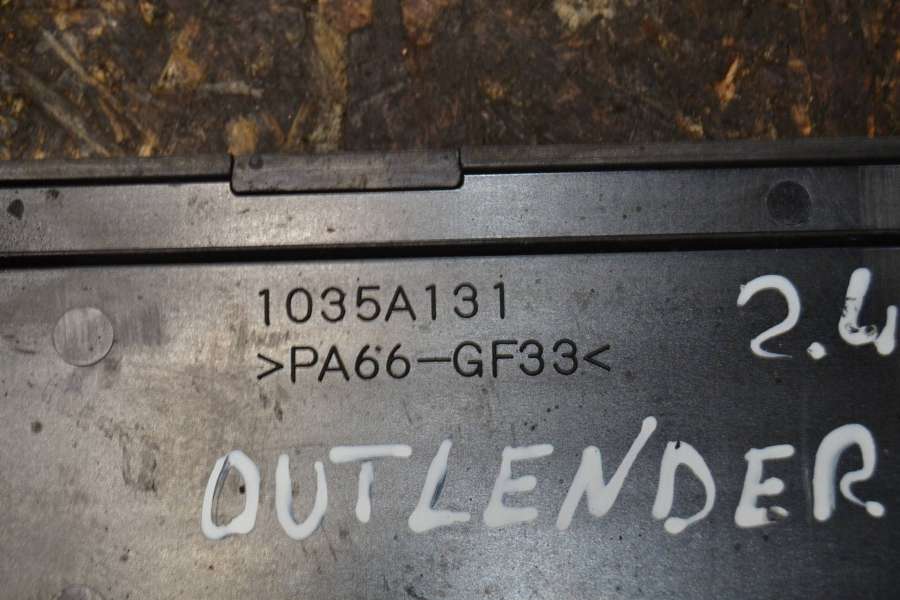 1035A131
>PA66-GF33<
2.4
OUTLENDER